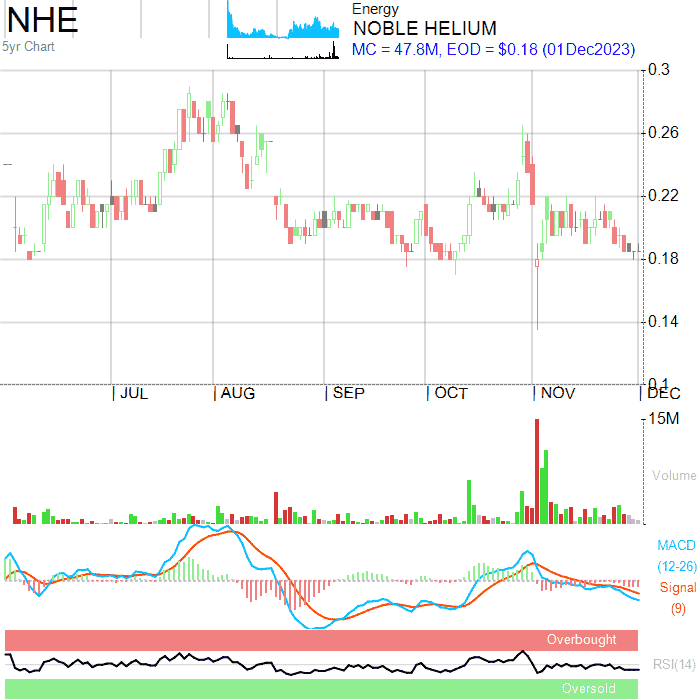 NHE
5yr Chart
Energy
NOBLE HELIUM
MC = 47.8M, EOD = $0.18 (01Dec2023)
0.3
0.26
0.22
0.18
0.14
0.1
JUL AUG SEP OCT NOV DEC
15M
Volume
MACD
(12-26)
Signal
(9)
Overbought
RSI(14)
Oversold